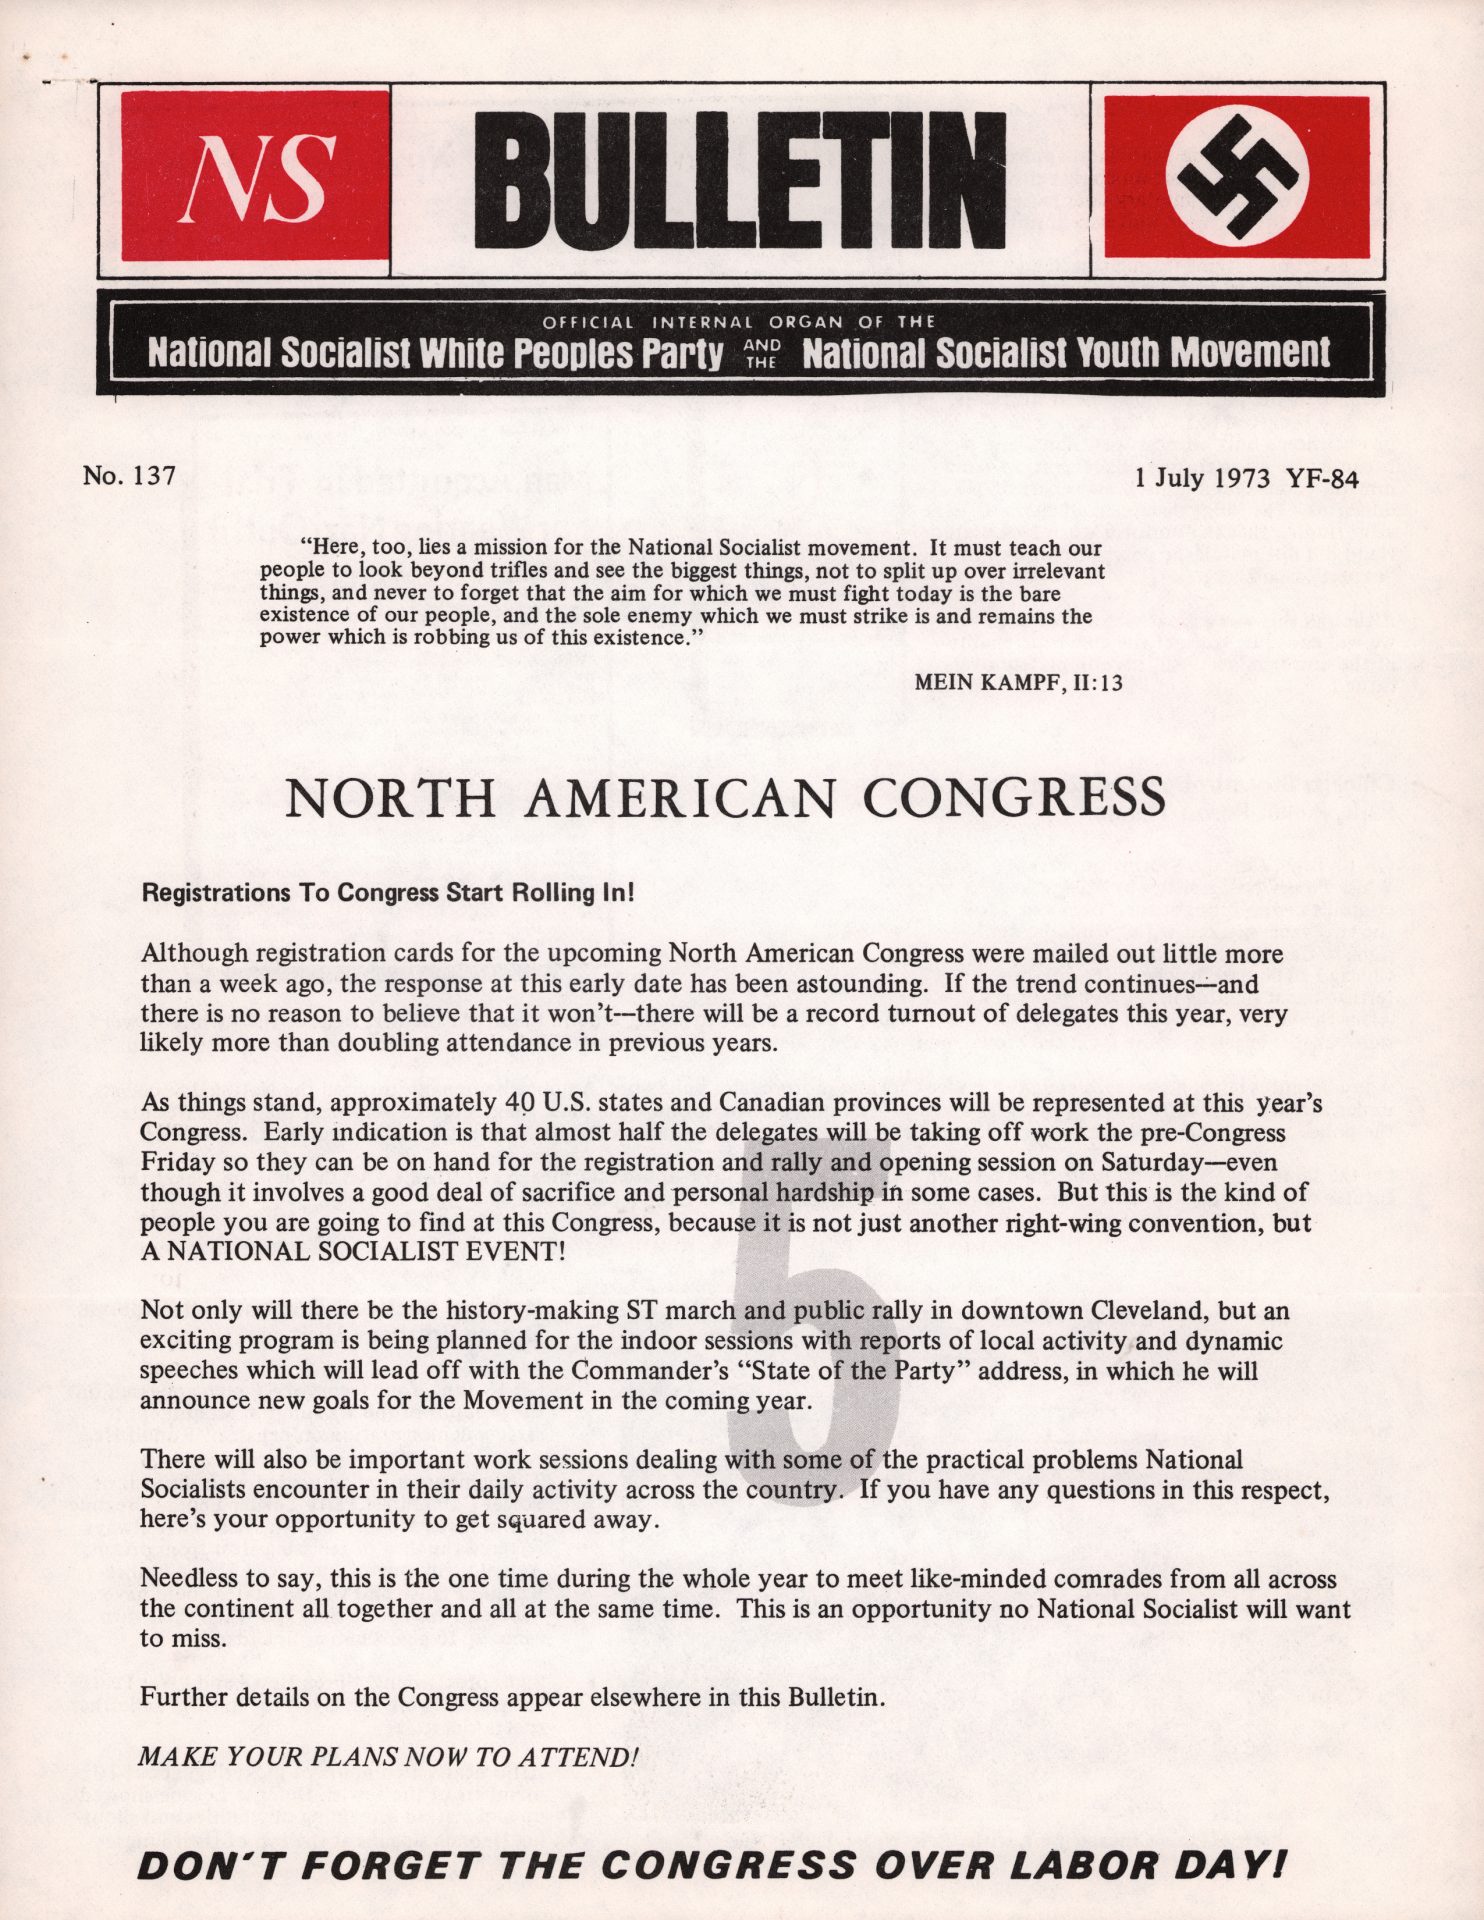 NS
BULLETIN
OFFICIAL INTERNAL ORGAN OF THE
National Socialist White Peoples Party AND THE National Socialist Youth Movement
No. 137
1 July 1973 YF-84
"Here, too, lies a mission for the National Socialist movement. It must teach our
people to look beyond trifles and see the biggest things, not to split up over irrelevant
things, and never to forget that the aim for which we must fight today is the bare
existence of our people, and the sole enemy which we must strike is and remains the
power which is robbing us of this existence."
MEIN KAMPF, II:13
NORTH AMERICAN CONGRESS
Registrations To Congress Start Rolling In!
Although registration cards for the upcoming North American Congress were mailed out little more
than a week ago, the response at this early date has been astounding. If the trend continues—and
there is no reason to believe that it won't—there will be a record turnout of delegates this year, very
likely more than doubling attendance in previous years.
As things stand, approximately 40 U.S. states and Canadian provinces will be represented at this year's
Congress. Early indication is that almost half the delegates will be taking off work the pre-Congress
Friday so they can be on hand for the registration and rally and opening session on Saturday—even
though it involves a good deal of sacrifice and personal hardship in some cases. But this is the kind of
people you are going to find at this Congress, because it is not just another right-wing convention, but
A NATIONAL SOCIALIST EVENT!
Not only will there be the history-making ST march and public rally in downtown Cleveland, but an
exciting program is being planned for the indoor sessions with reports of local activity and dynamic
speeches which will lead off with the Commander's "State of the Party" address, in which he will
announce new goals for the Movement in the coming year.
There will also be important work sessions dealing with some of the practical problems National
Socialists encounter in their daily activity across the country. If you have any questions in this respect,
here's your opportunity to get squared away.
Needless to say, this is the one time during the whole year to meet like-minded comrades from all across
the continent all together and all at the same time. This is an opportunity no National Socialist will want
to miss.
Further details on the Congress appear elsewhere in this Bulletin.
MAKE YOUR PLANS NOW TO ATTEND!
DON'T FORGET THE CONGRESS OVER LABOR DAY!
5